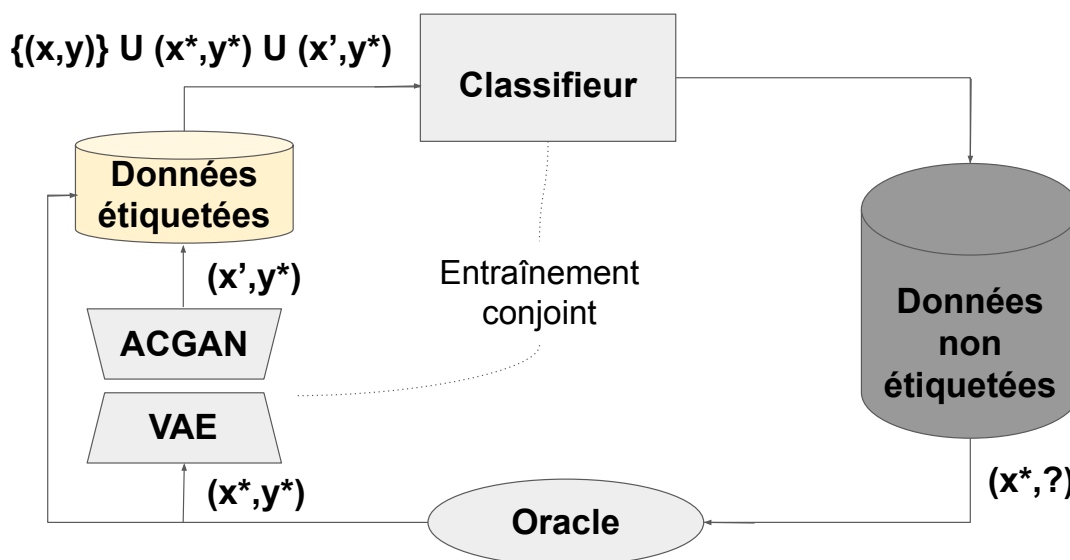 {(x,y)} U (x*,y*) U (x’,y*)
Classifieur
Données
étiquetées
(x’,y*)
Entraînement
conjoint
ACGAN
VAE
(x*,y*)
Données
non
étiquetées
(x*,?)
Oracle